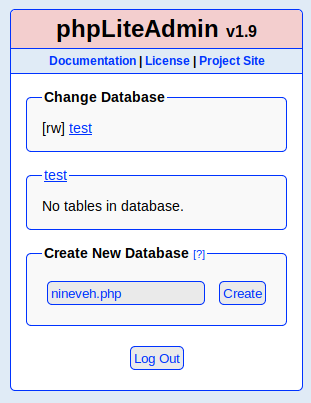 phpLiteAdmin v1.9
Documentation | License | Project Site
Change Database
[rw] test
test
No tables in database.
Create New Database [?]
nineveh.php Create
Log Out